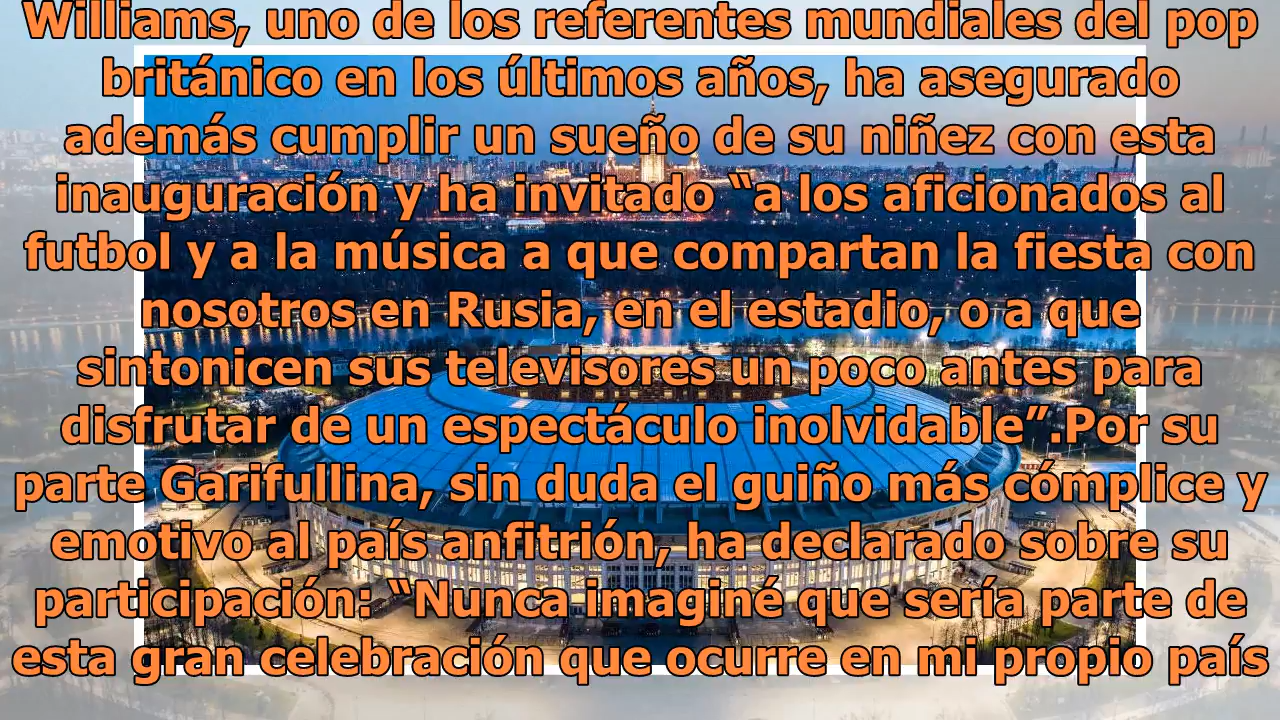 Williams, uno de los referentes mundiales del pop
británico en los últimos años, ha asegurado
además cumplir un sueño de su niñez con esta
inauguración y ha invitado “a los aficionados al
futbol y a la música a que compartan la fiesta con
nosotros en Rusia, en el estadio, o a que
sintonicen sus televisores un poco antes para
disfrutar de un espectáculo inolvidable”.Por su
parte Garifullina, sin duda el guiño más cómplice y
emotivo al país anfitrión, ha declarado sobre su
participación: “Nunca imaginé que sería parte de
esta gran celebración que ocurre en mi propio país